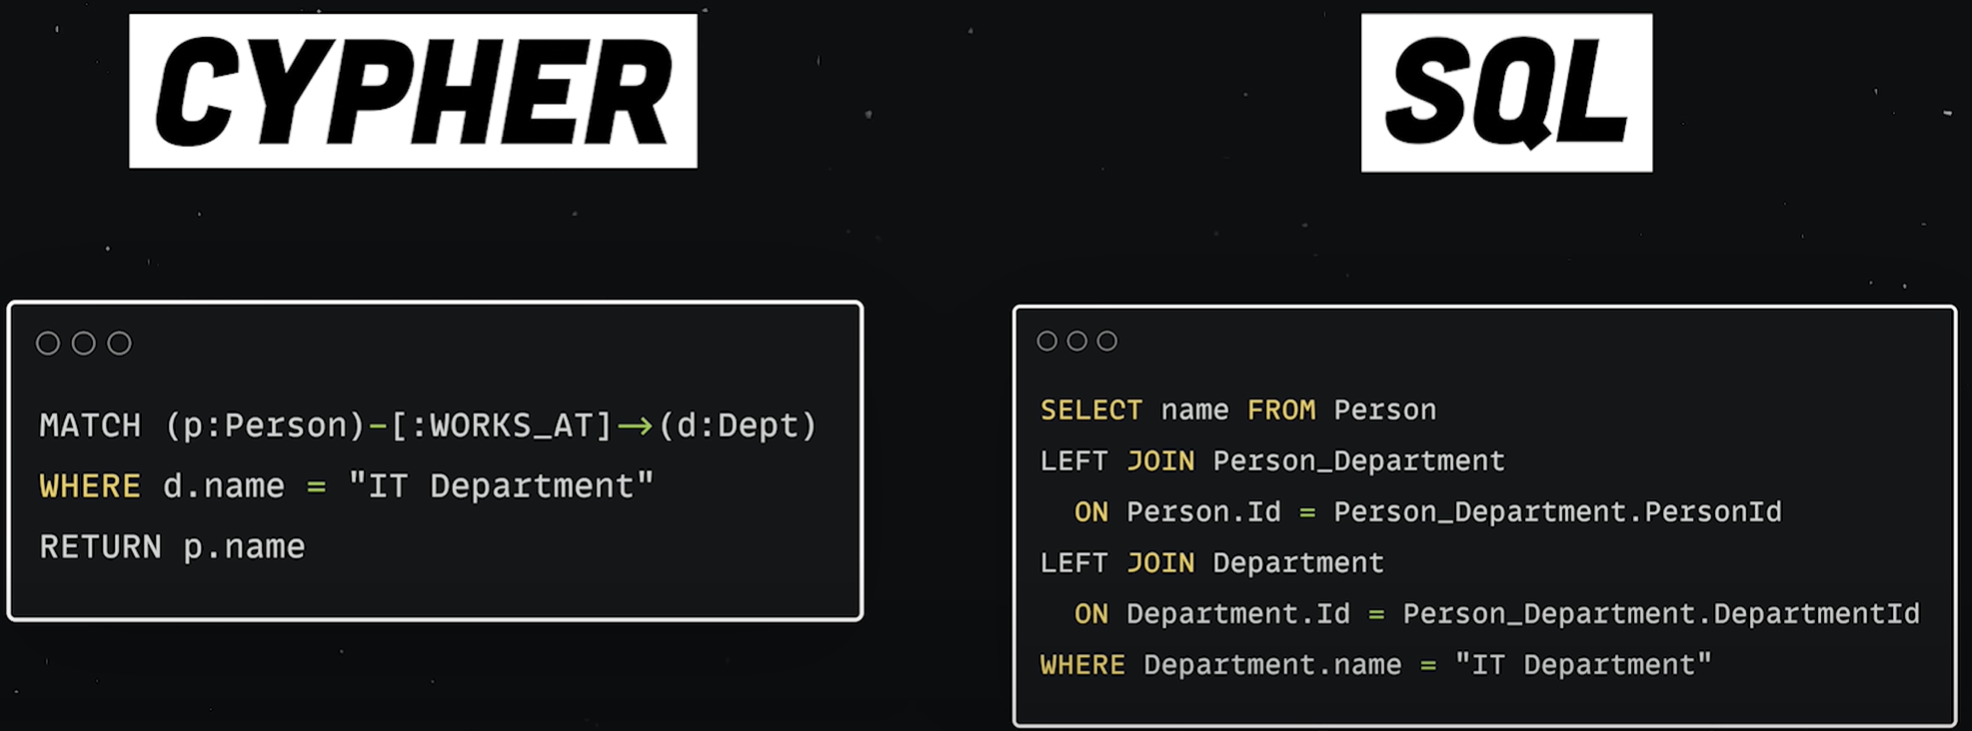 CYPHER
MATCH (p:Person)-[:WORKS_AT]->(d:Dept)
WHERE d.name = "IT Department"
RETURN p.name
SQL
SELECT name FROM Person
LEFT JOIN Person_Department
ON Person.Id = Person_Department.PersonId
LEFT JOIN Department
ON Department.Id = Person_Department.DepartmentId
WHERE Department.name = "IT Department"